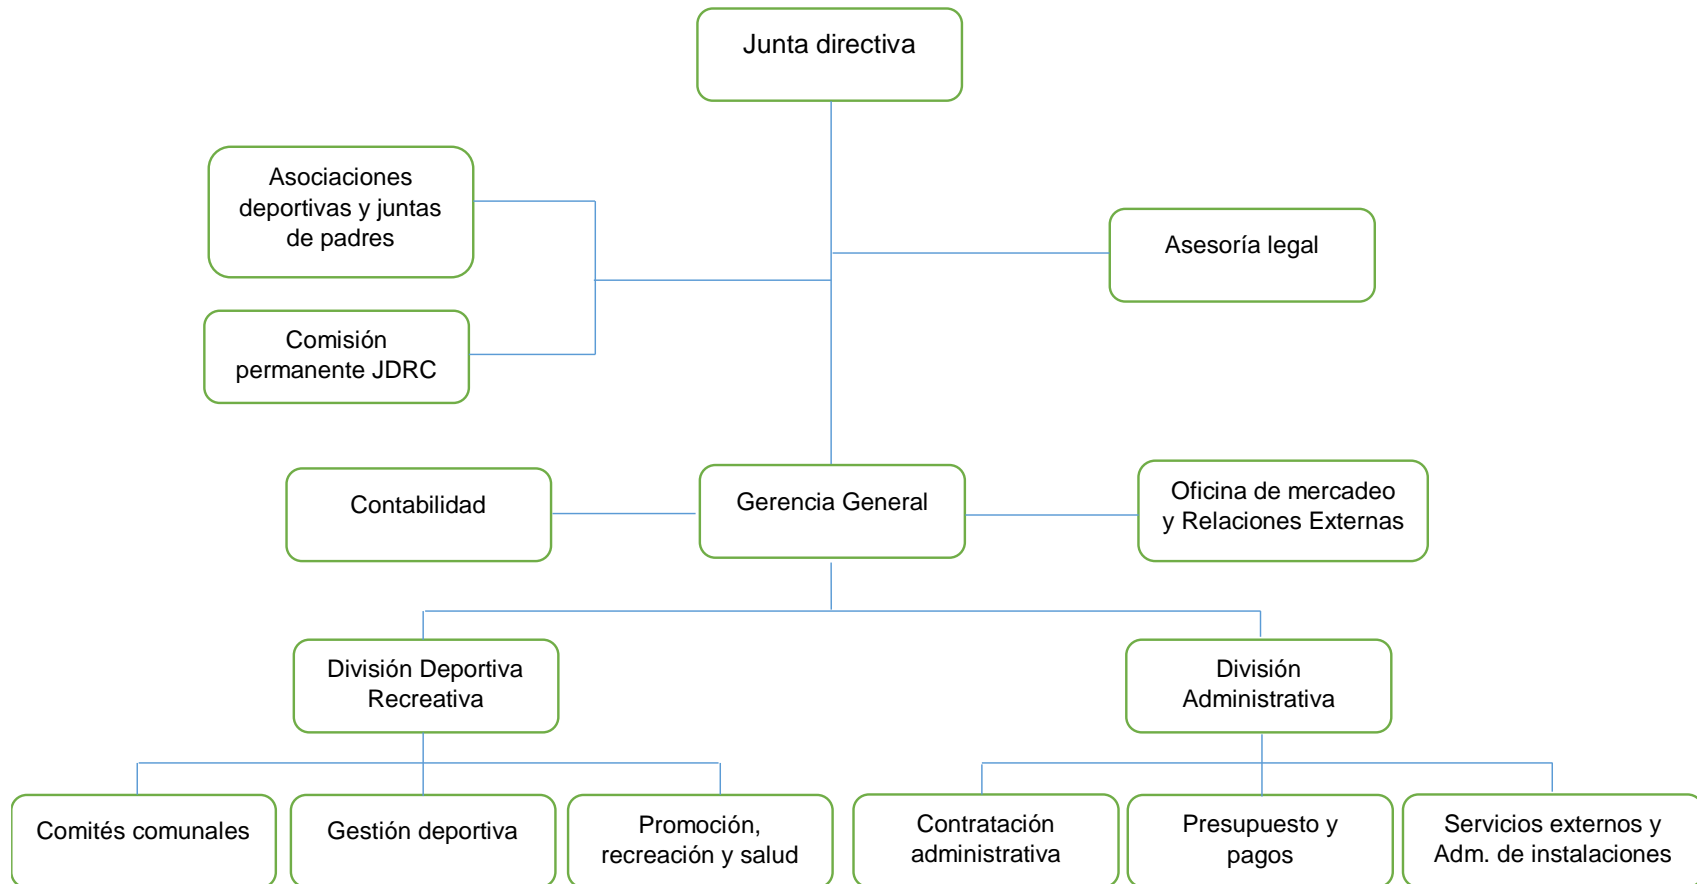 Junta directiva
Asociaciones
deportivas y juntas
de padres
Asesoría legal
Comisión
permanente JDRC
Contabilidad
Gerencia General
Oficina de mercadeo
y Relaciones Externas
División Deportiva
Recreativa
División
Administrativa
Comités comunales
Gestión deportiva
Promoción,
recreación y salud
Contratación
administrativa
Presupuesto y
pagos
Servicios externos y
Adm. de instalaciones